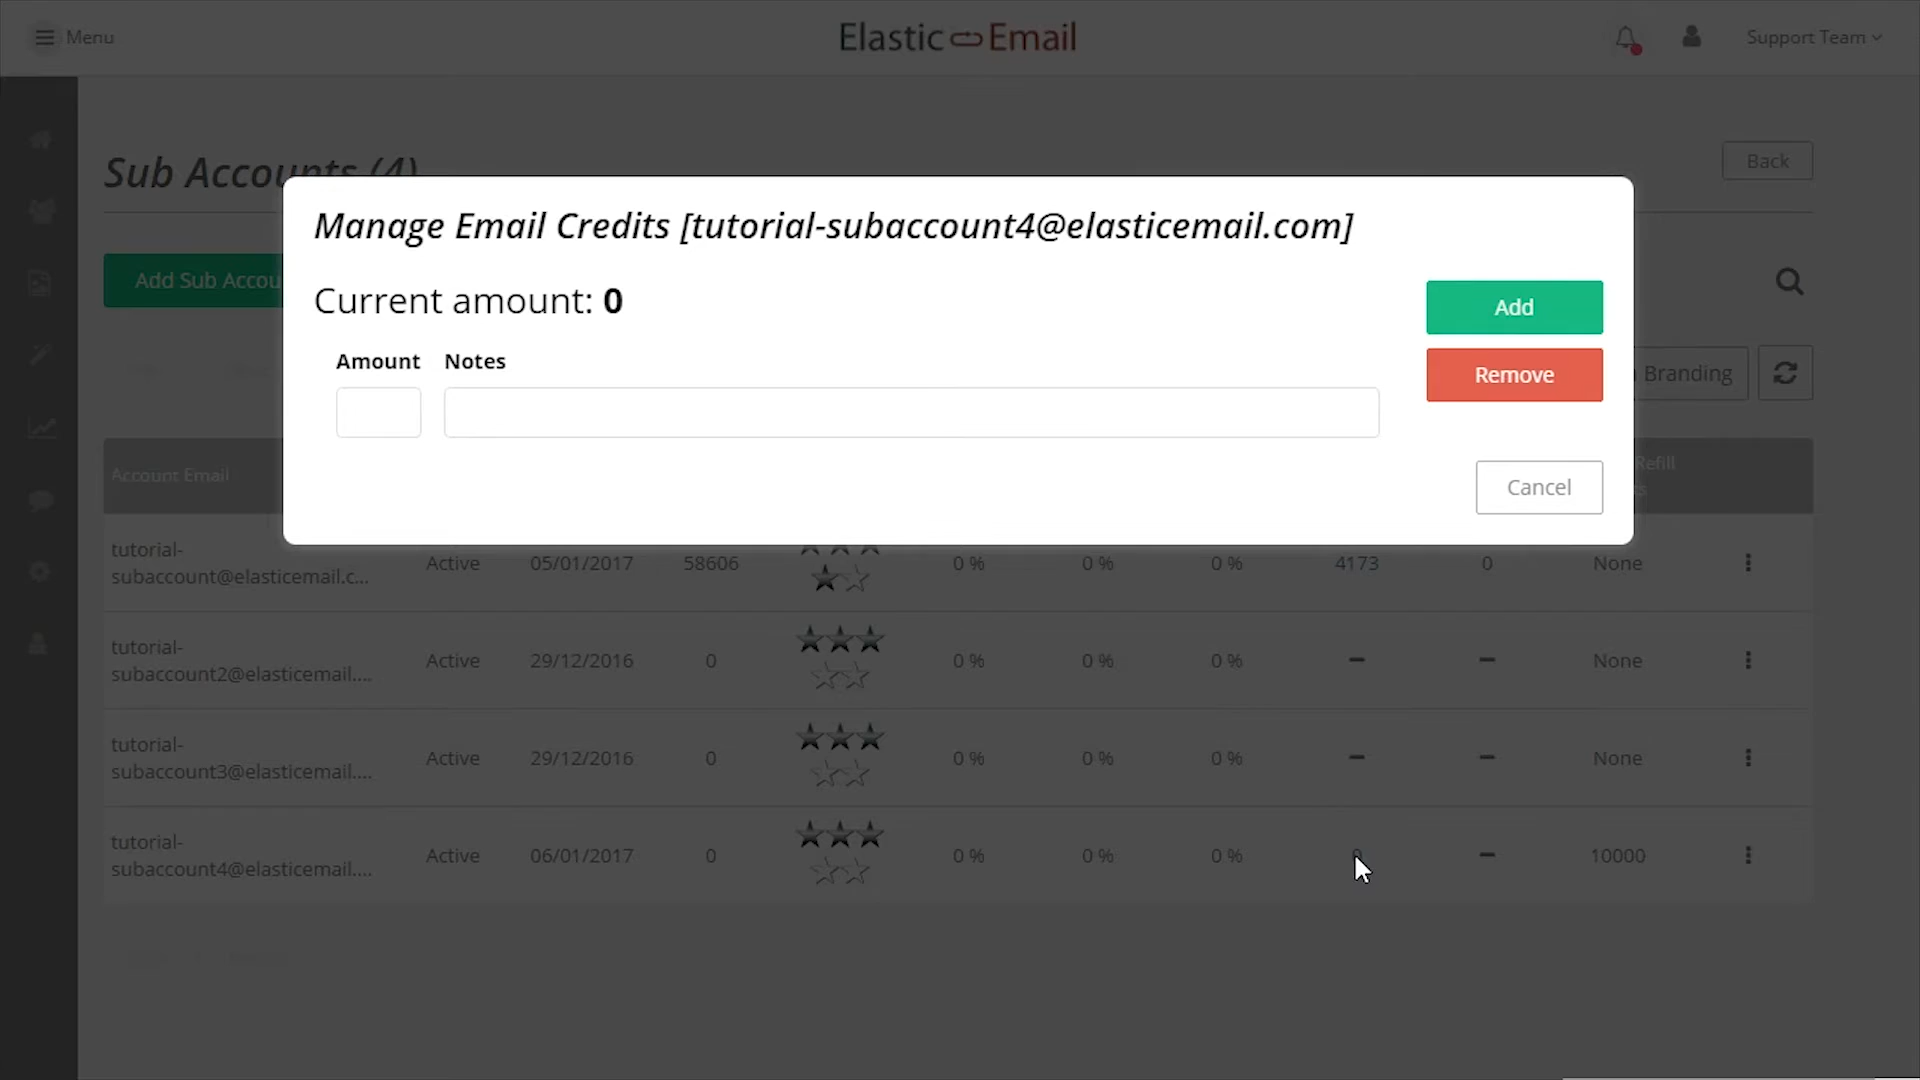 Menu
Elastic Email
Support Team
Sub Accounts (4)
Back
Manage Email Credits [tutorial-subaccount4@elasticemail.com]
Add Sub Accou
Current amount: 0
Add
Amount Notes
Remove
Branding
Cancel
Account Email
Refill
tutorial-
subaccount@elasticemail.c... Active 05/01/2017 58606 0 % 0 % 0 % 4173 0 None
tutorial-
subaccount2@elasticemail.... Active 29/12/2016 0 0 % 0 % 0 % – – None
tutorial-
subaccount3@elasticemail.... Active 29/12/2016 0 0 % 0 % 0 % – – None
tutorial-
subaccount4@elasticemail.... Active 06/01/2017 0 0 % 0 % 0 % – 10000